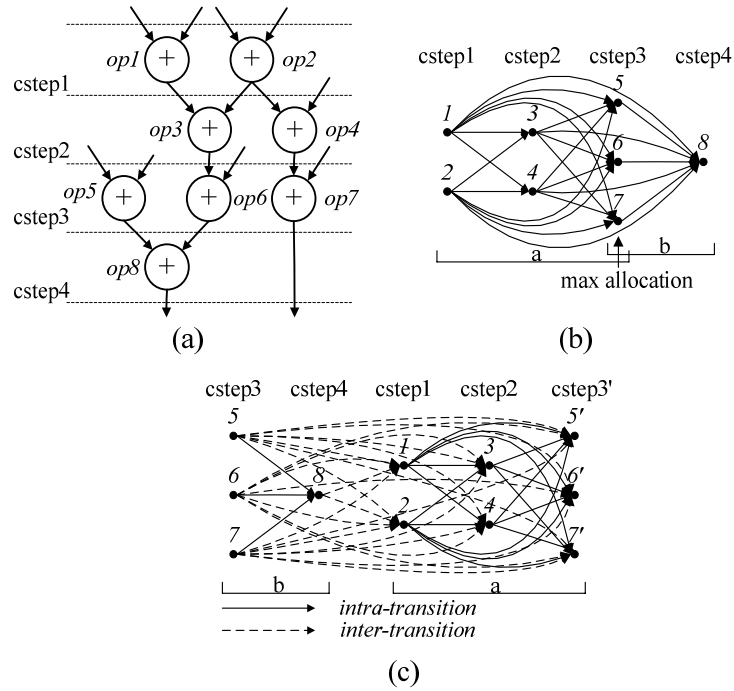 op1 + + op2
cstep1
op3 + + op4
cstep2
op5 + + op6 + op7
cstep3
op8 +
cstep4
(a)
cstep1 cstep2 cstep3 cstep4
5
1 3
6 8
2 4
7
a b
max allocation
(b)
cstep3 cstep4 cstep1 cstep2 cstep3'
5 5'
1 3
6 8 6'
2 4
7 7'
b a
intra-transition
inter-transition
(c)